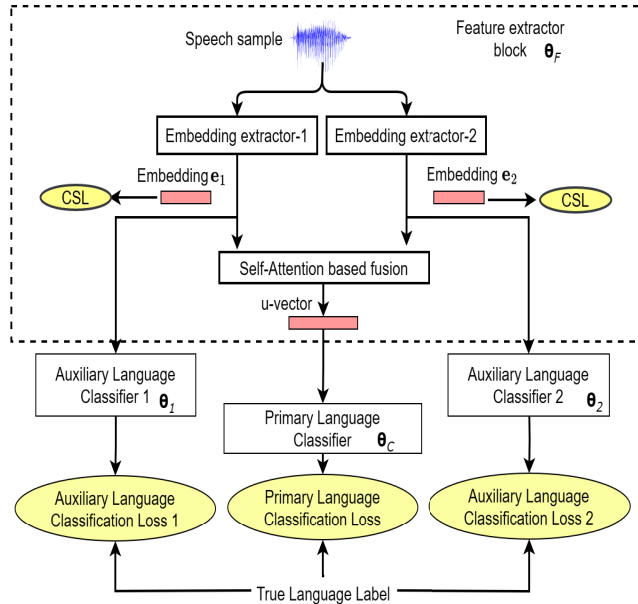 Speech sample
Feature extractor
block θF
Embedding extractor-1
Embedding extractor-2
Embedding e1
Embedding e2
CSL
CSL
Self-Attention based fusion
u-vector
Auxiliary Language
Classifier 1 θ1
Primary Language
Classifier θC
Auxiliary Language
Classifier 2 θ2
Auxiliary Language
Classification Loss 1
Primary Language
Classification Loss
Auxiliary Language
Classification Loss 2
True Language Label